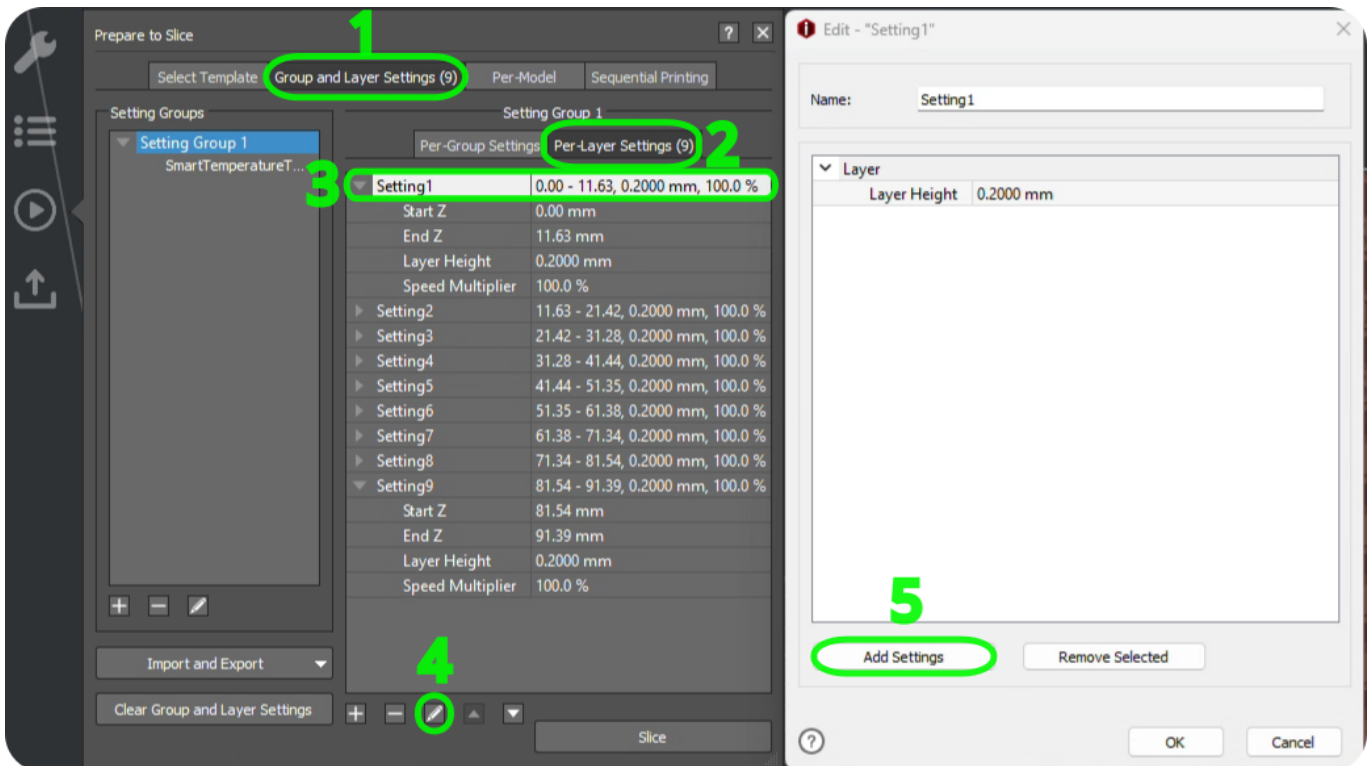 Prepare to Slice
?
1
Select Template
Group and Layer Settings (9)
Per-Model
Sequential Printing
Setting Groups
Setting Group 1
SmartTemperatureT...
Setting Group 1
Per-Group Settings
Per-Layer Settings (9)
2
3
Setting1 0.00 - 11.63, 0.2000 mm, 100.0 %
Start Z 0.00 mm
End Z 11.63 mm
Layer Height 0.2000 mm
Speed Multiplier 100.0 %
Setting2 11.63 - 21.42, 0.2000 mm, 100.0 %
Setting3 21.42 - 31.28, 0.2000 mm, 100.0 %
Setting4 31.28 - 41.44, 0.2000 mm, 100.0 %
Setting5 41.44 - 51.35, 0.2000 mm, 100.0 %
Setting6 51.35 - 61.38, 0.2000 mm, 100.0 %
Setting7 61.38 - 71.34, 0.2000 mm, 100.0 %
Setting8 71.34 - 81.54, 0.2000 mm, 100.0 %
Setting9 81.54 - 91.39, 0.2000 mm, 100.0 %
Start Z 81.54 mm
End Z 91.39 mm
Layer Height 0.2000 mm
Speed Multiplier 100.0 %
Import and Export
Clear Group and Layer Settings
4
Slice
Edit - "Setting1"
Name: Setting1
Layer
Layer Height 0.2000 mm
5
Add Settings
Remove Selected
?
OK
Cancel